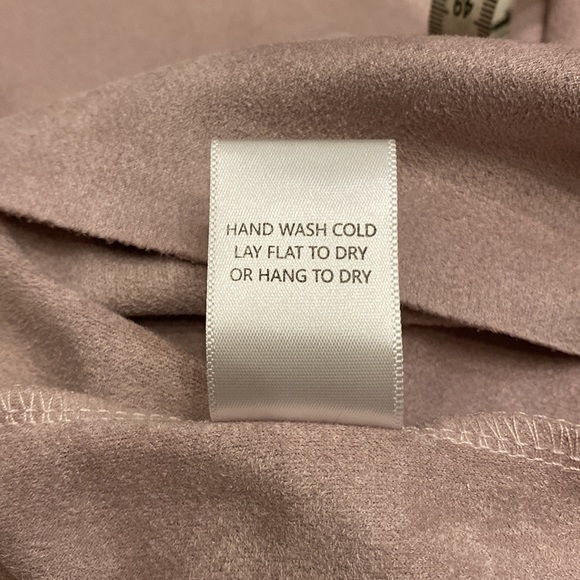 HAND WASH COLD
LAY FLAT TO DRY
OR HANG TO DRY